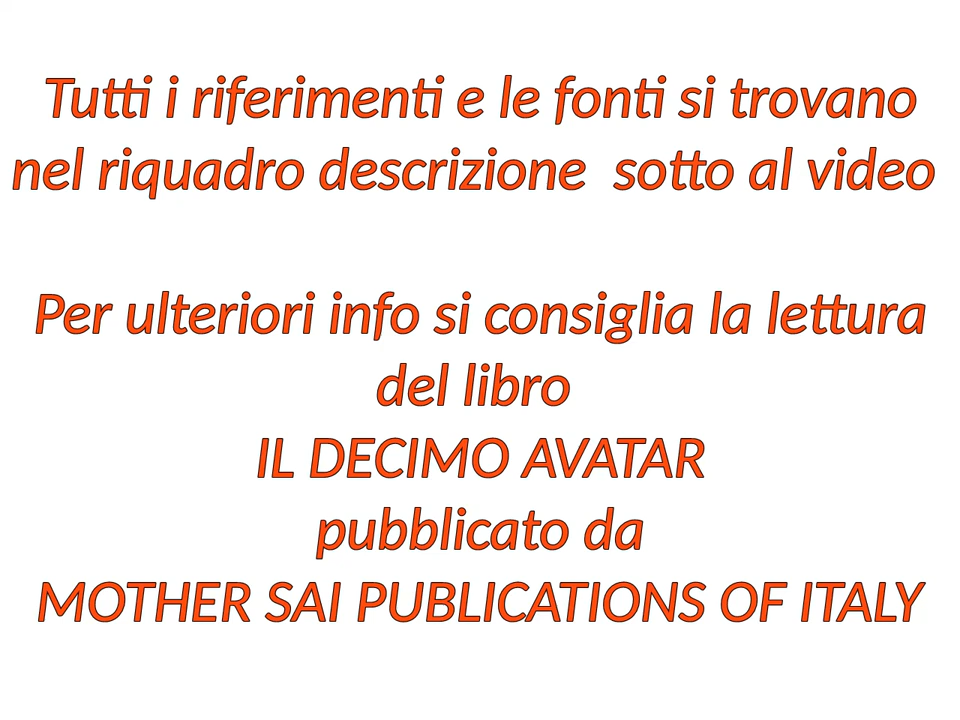 Tutti i riferimenti e le fonti si trovano
nel riquadro descrizione  sotto al video
Per ulteriori info si consiglia la lettura
del libro
IL DECIMO AVATAR
pubblicato da
MOTHER SAI PUBLICATIONS OF ITALY